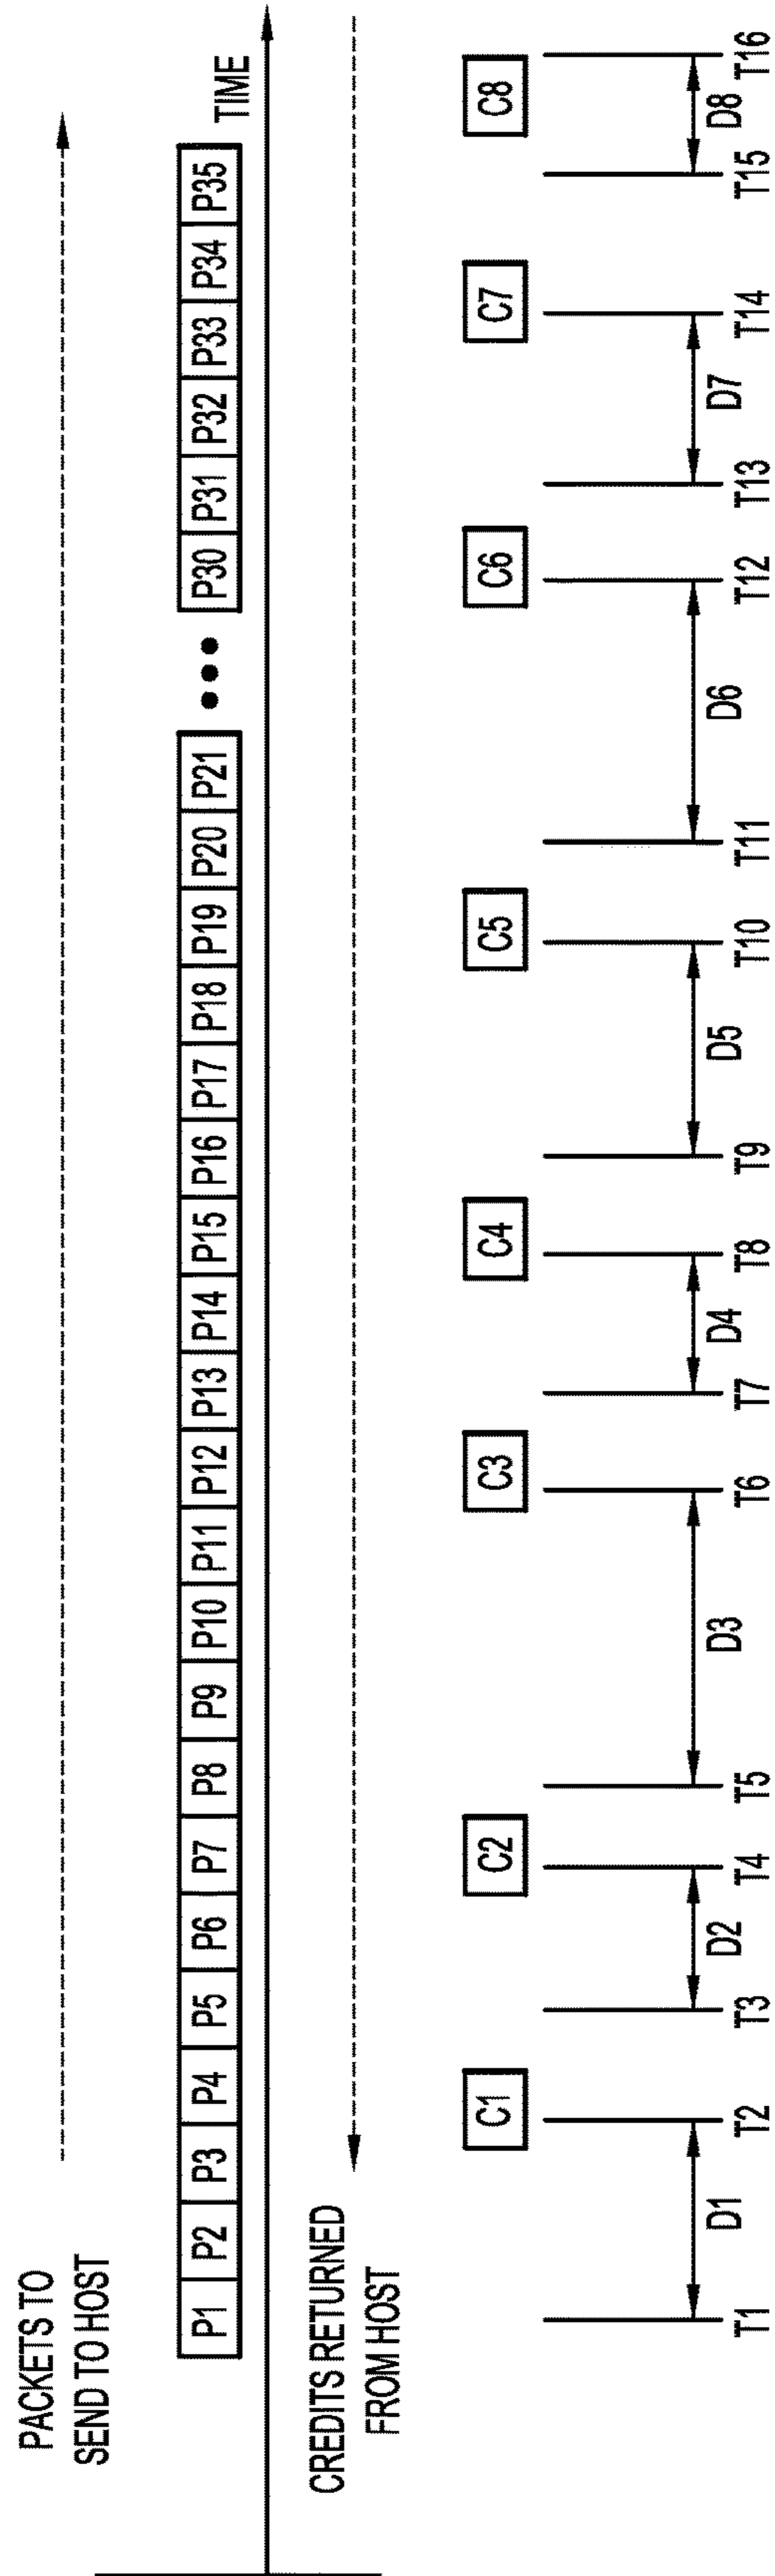 PACKETS TO
SEND TO HOST
P1 P2 P3 P4 P5 P6 P7 P8 P9 P10 P11 P12 P13 P14 P15 P16 P17 P18 P19 P20 P21 P30 P31 P32 P33 P34 P35
TIME
CREDITS RETURNED
FROM HOST
C1 C2 C3 C4 C5 C6 C7 C8
D1 D2 D3 D4 D5 D6 D7 D8
T1 T2 T3 T4 T5 T6 T7 T8 T9 T10 T11 T12 T13 T14 T15 T16